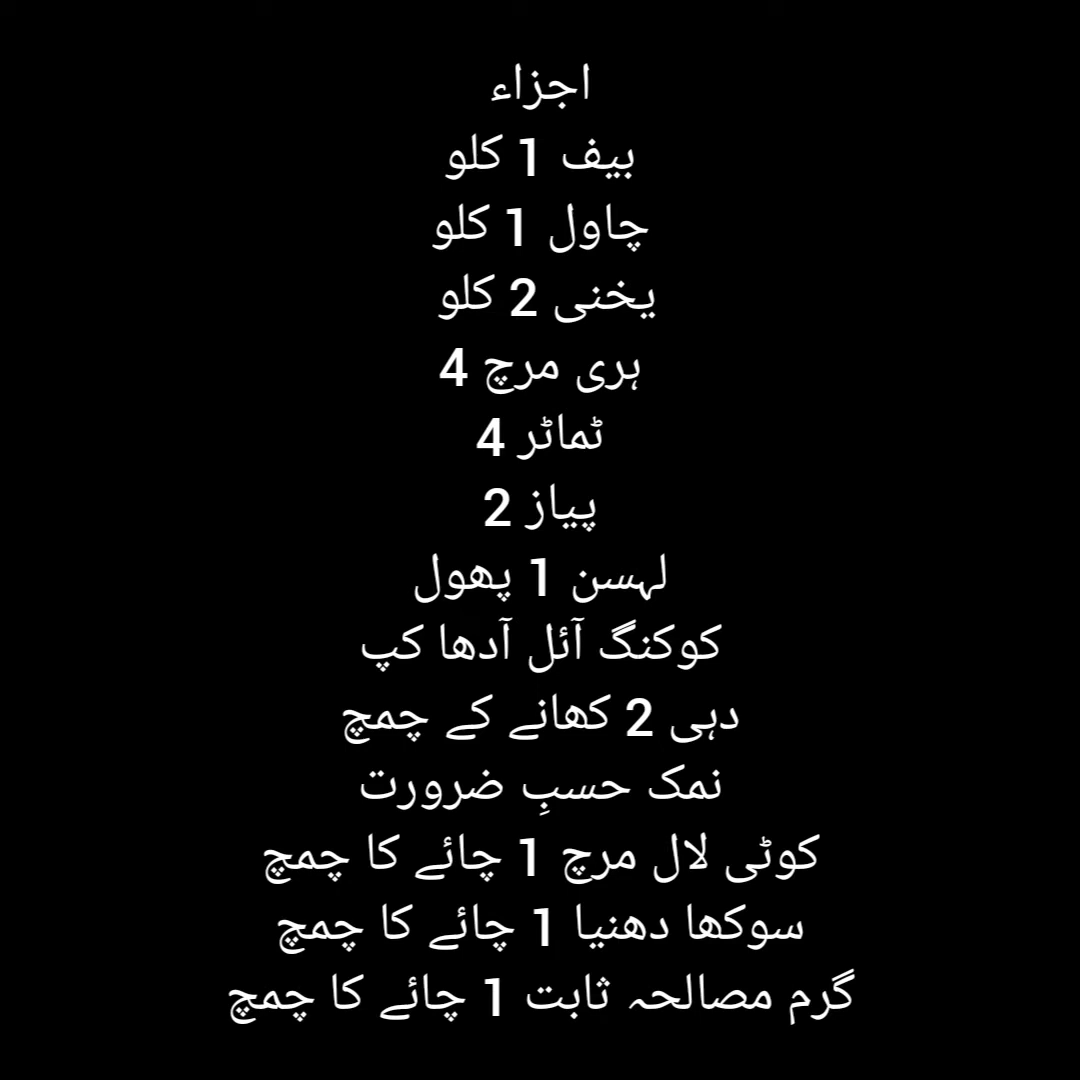 اجزاء
بیف 1 کلو
چاول 1 کلو
یخنی 2 کلو
ہری مرچ 4
ٹماٹر 4
پیاز 2
لہسن 1 پھول
کوکنگ آئل آدھا کپ
دہی 2 کھانے کے چمچ
نمک حسبِ ضرورت
کوٹی لال مرچ 1 چائے کا چمچ
سوکھا دھنیا 1 چائے کا چمچ
گرم مصالحہ ثابت 1 چائے کا چمچ